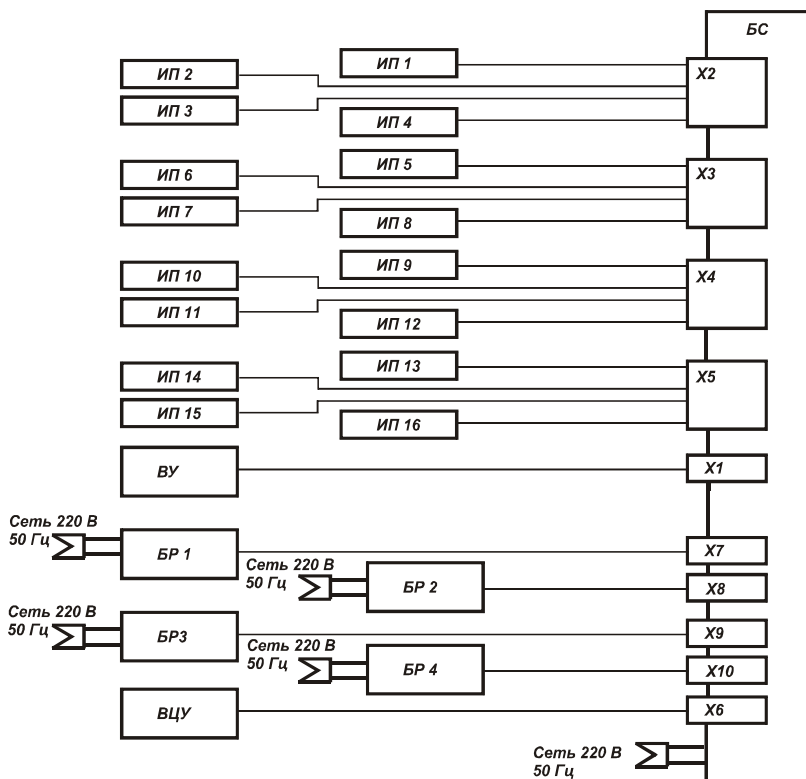 БС
ИП 1
ИП 2
X2
ИП 3
ИП 4
ИП 5
ИП 6
X3
ИП 7
ИП 8
ИП 9
ИП 10
X4
ИП 11
ИП 12
ИП 13
ИП 14
X5
ИП 15
ИП 16
ВУ
X1
Сеть 220 В
50 Гц
БР 1
X7
Сеть 220 В
50 Гц
БР 2
X8
Сеть 220 В
50 Гц
БР3
X9
Сеть 220 В
50 Гц
БР 4
X10
ВЦУ
X6
Сеть 220 В
50 Гц